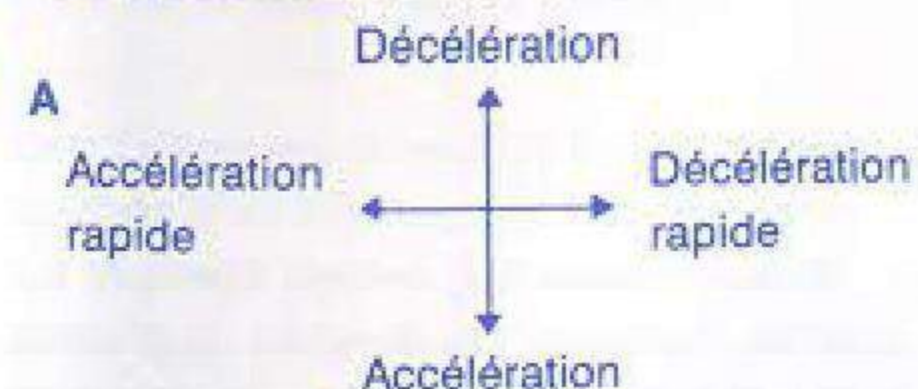 Décélération
A
Accélération
rapide
Décélération
rapide
Accélération